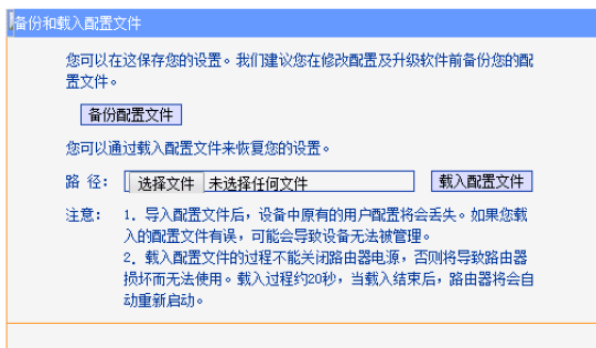 备份和载入配置文件
您可以在这保存您的设置。我们建议您在修改配置及升级软件前备份您的配
置文件。
备份配置文件
您可以通过载入配置文件来恢复您的设置。
路 径： 选择文件 未选择任何文件 载入配置文件
注意： 1. 导入配置文件后，设备中原有的用户配置将会丢失。如果您载
入的配置文件有误，可能会导致设备无法被管理。
2. 载入配置文件的过程不能关闭路由器电源，否则将导致路由器
损坏而无法使用。载入过程约20秒，当载入结束后，路由器将会自
动重新启动。